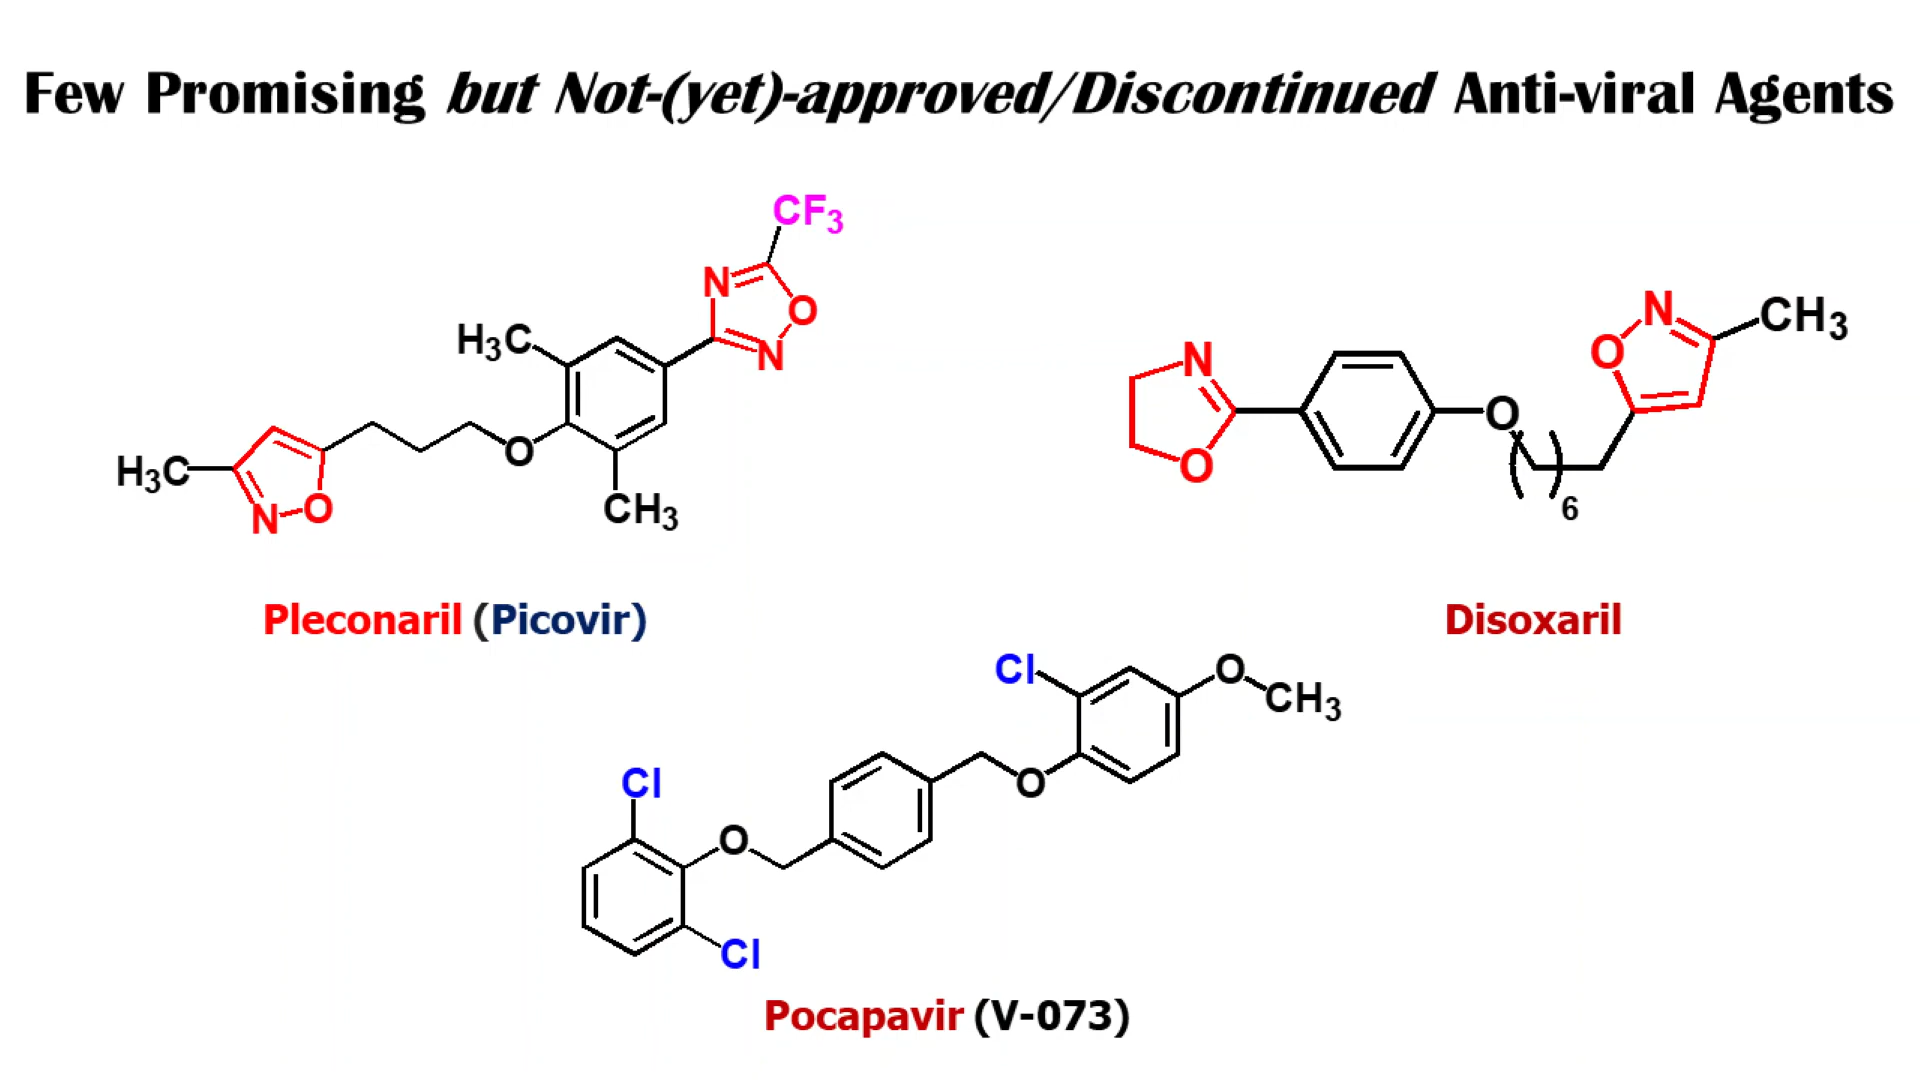 Few Promising but Not-(yet)-approved/Discontinued Anti-viral Agents
CF3
N
O
N
H3C
O
H3C
N
O
CH3
Pleconaril (Picovir)
N
O
CH3
N
O
O
6
Disoxaril
Cl
O
CH3
Cl
O
O
Cl
Pocapavir (V-073)